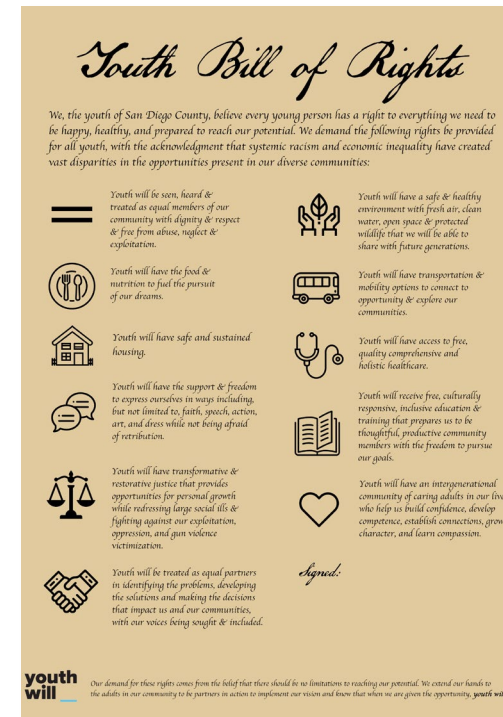 Youth Bill of Rights
We, the youth of San Diego County, believe every young person has a right to everything we need to
be happy, healthy, and prepared to reach our potential. We demand the following rights be provided
for all youth, with the acknowledgment that systemic racism and economic inequality have created
vast disparities in the opportunities present in our diverse communities:
Youth will be seen, heard &
treated as equal members of our
community with dignity & respect
& free from abuse, neglect &
exploitation.
Youth will have the food &
nutrition to fuel the pursuit
of our dreams.
Youth will have safe and sustained
housing.
Youth will have the support & freedom
to express ourselves in ways including,
but not limited to, faith, speech, action,
art, and dress while not being afraid
of retribution.
Youth will have transformative &
restorative justice that provides
opportunities for personal growth
while redressing large social ills &
fighting against our exploitation,
oppression, and gun violence
victimization.
Youth will be treated as equal partners
in identifying the problems, developing
the solutions and making the decisions
that impact us and our communities,
with our voices being sought & included.
Youth will have a safe & healthy
environment with fresh air, clean
water, open space & protected
wildlife that we will be able to
share with future generations.
Youth will have transportation &
mobility options to connect to
opportunity & explore our
communities.
Youth will have access to free,
quality comprehensive and
holistic healthcare.
Youth will receive free, culturally
responsive, inclusive education &
training that prepares us to be
thoughtful, productive community
members with the freedom to pursue
our goals.
Youth will have an intergenerational
community of caring adults in our live
who help us build confidence, develop
competence, establish connections, grow
character, and learn compassion.
Signed:
youth
will
Our demand for these rights comes from the belief that there should be no limitations to reaching our potential. We extend our hands to
the adults in our community to be partners in action to implement our vision and know that when we are given the opportunity, youth wil